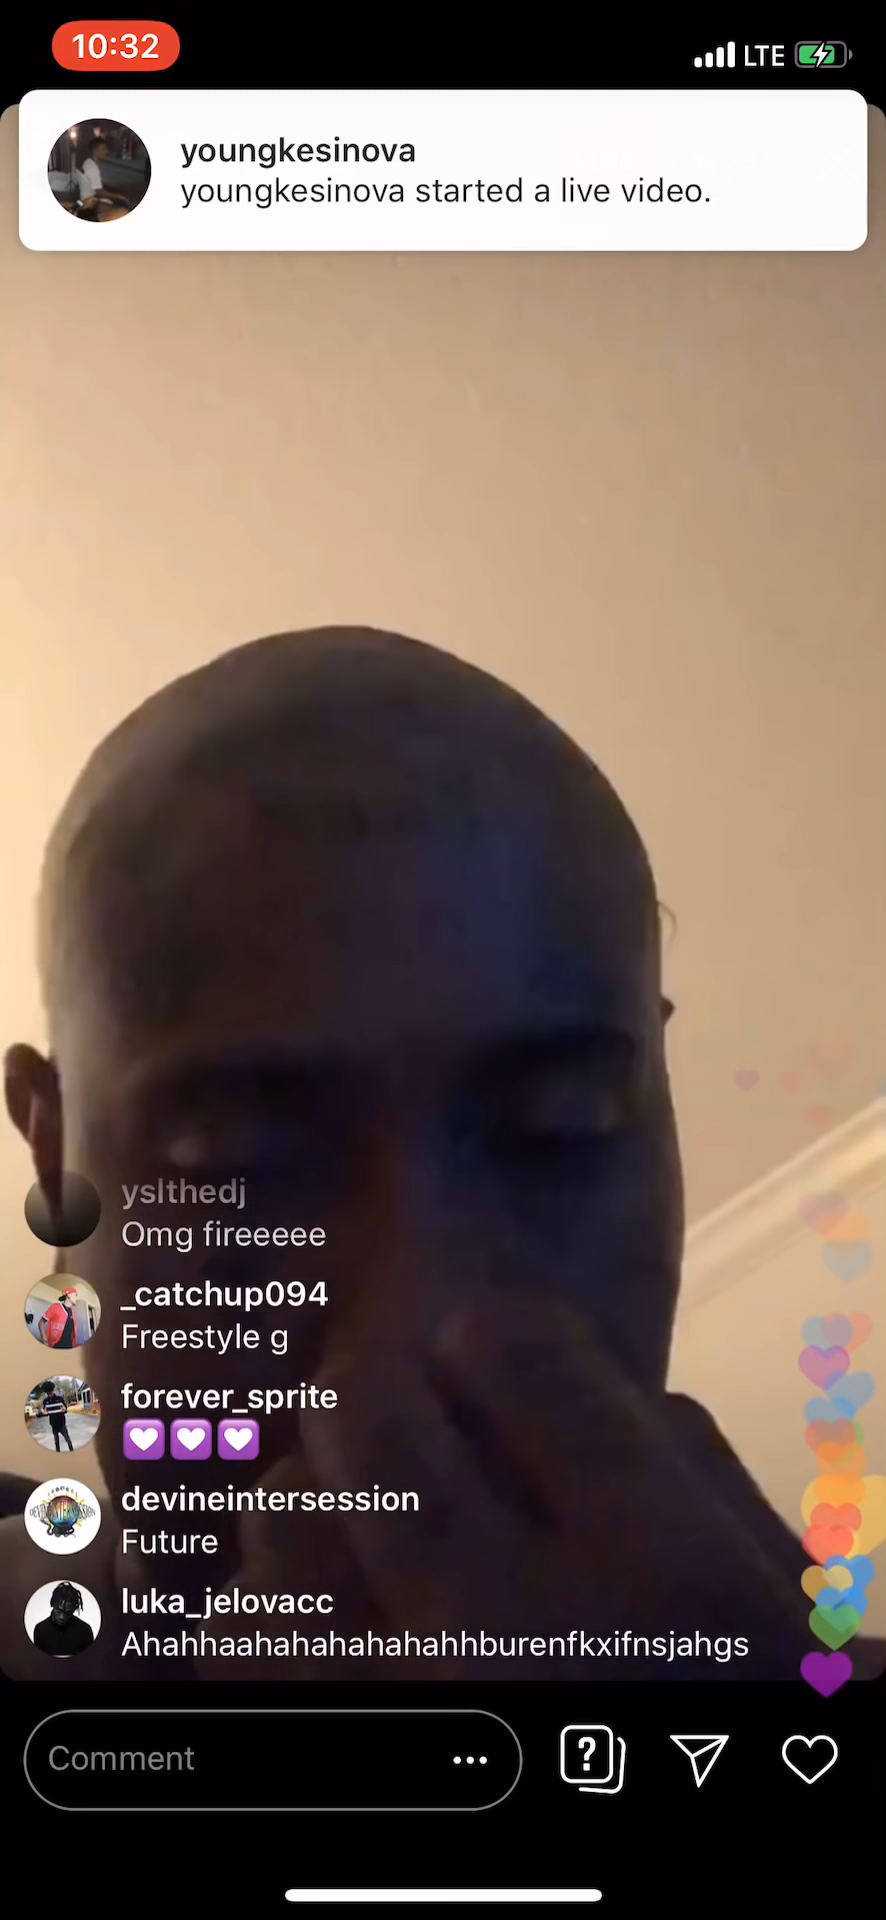 10:32
LTE
youngkesinova
youngkesinova started a live video.
yslthedj
Omg fireeeee
_catchup094
Freestyle g
forever_sprite
💟💟💟
devineintersession
Future
luka_jelovacc
Ahahhaahahahahahahhburenfkxifnsjahgs
Comment
?